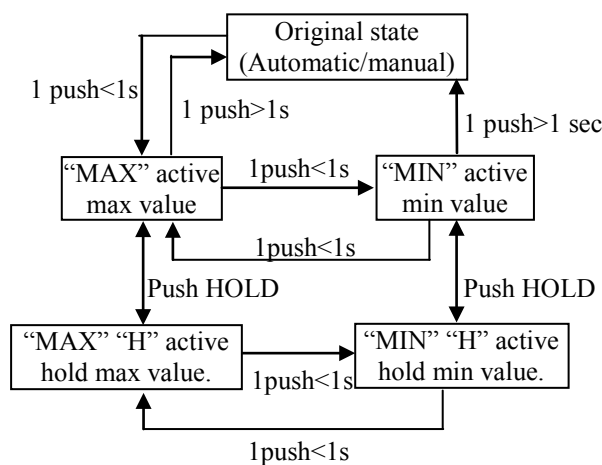 Original state
(Automatic/manual)
1 push<1s
1 push>1s
1 push>1 sec
“MAX” active
max value
1push<1s
“MIN” active
min value
1push<1s
Push HOLD
Push HOLD
“MAX” “H” active
hold max value.
1push<1s
“MIN” “H” active
hold min value.
1push<1s